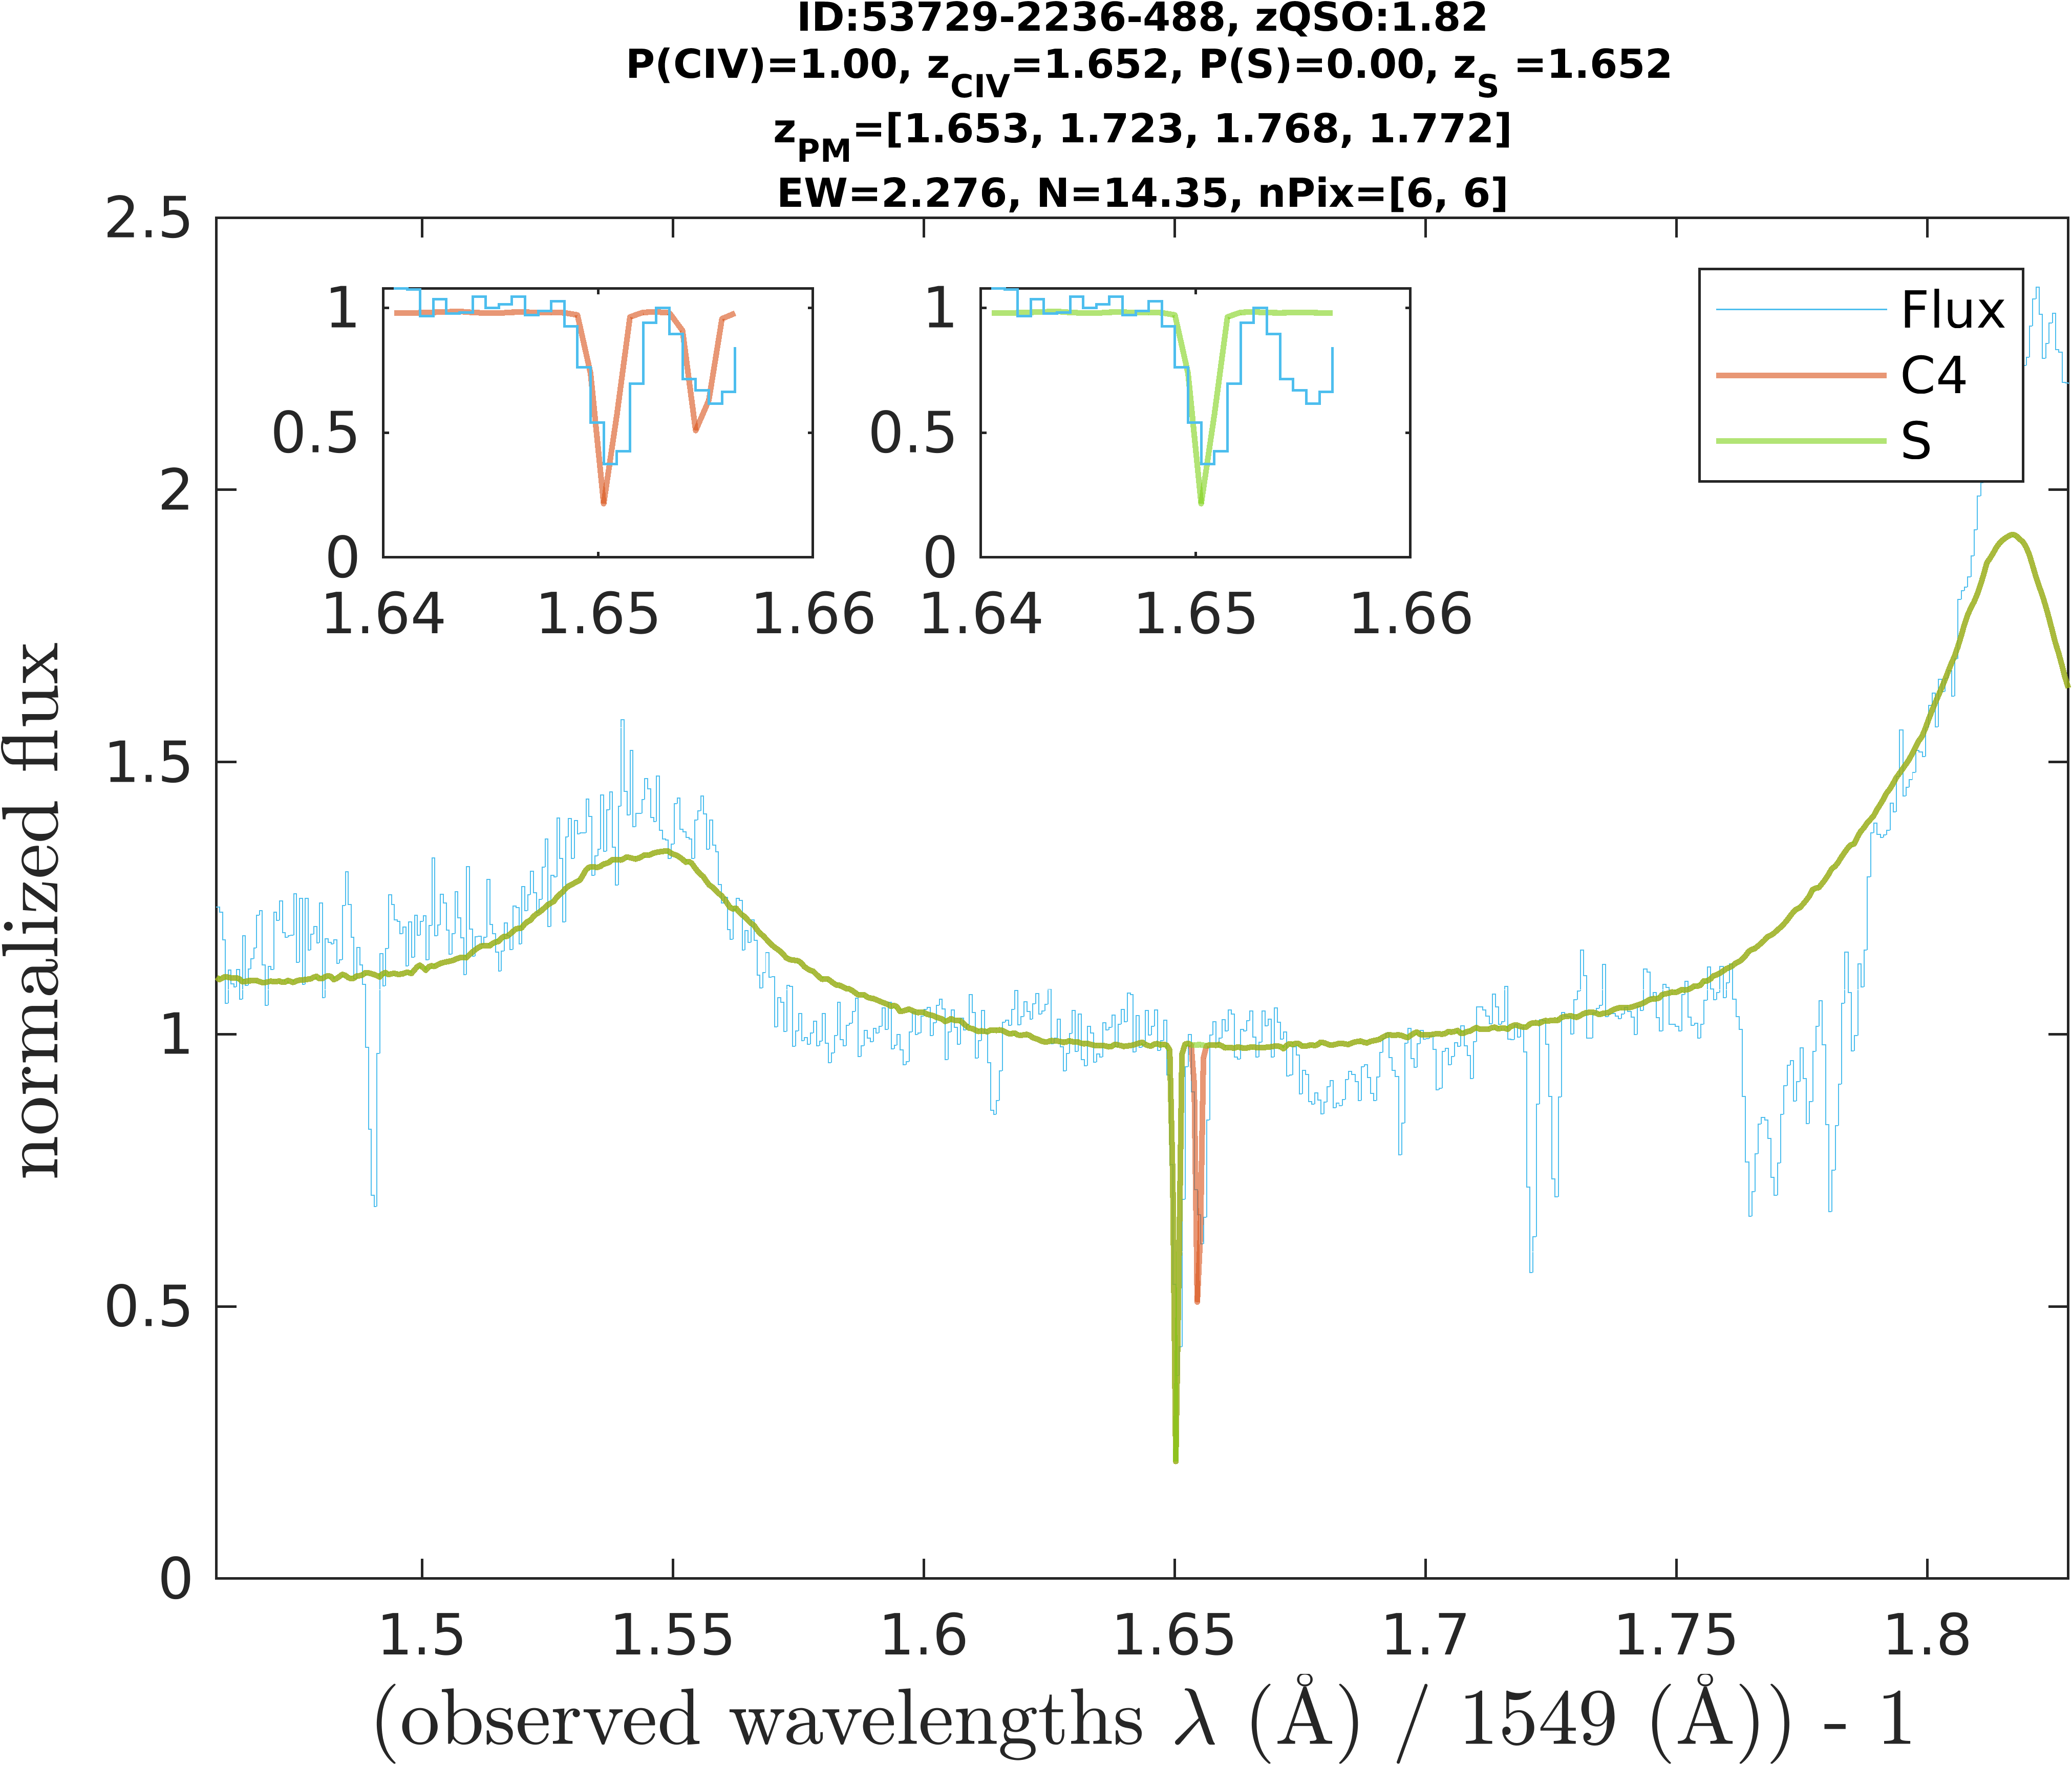 ID:53729-2236-488, zQSO:1.82
P(CIV)=1.00, zCIV=1.652, P(S)=0.00, zS =1.652
zPM=[1.653, 1.723, 1.768, 1.772]
EW=2.276, N=14.35, nPix=[6, 6]
2.5
2
1.5
1
0.5
0
normalized flux
1
0.5
0
1.64
1.65
1.66
1
0.5
0
1.64
1.65
1.66
Flux
C4
S
1.5
1.55
1.6
1.65
1.7
1.75
1.8
(observed wavelengths λ (Å) / 1549 (Å)) - 1